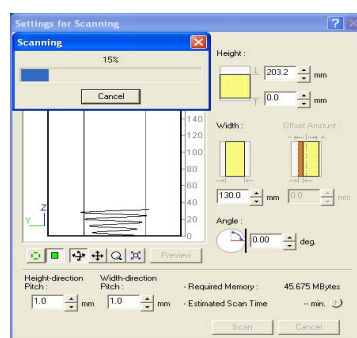 Settings for Scanning
Scanning
15%
Cancel
Height :
203.2 mm
0.0 mm
140
120
100
80
60
40
20
0
Z
Y
Width :
Offset Amount :
130.0 mm
0.0 mm
Angle :
0.00 deg.
Preview
Height-direction Pitch :
1.0 mm
Width-direction Pitch :
1.0 mm
- Required Memory : 45.675 MBytes
- Estimated Scan Time -- min.
Scan
Cancel